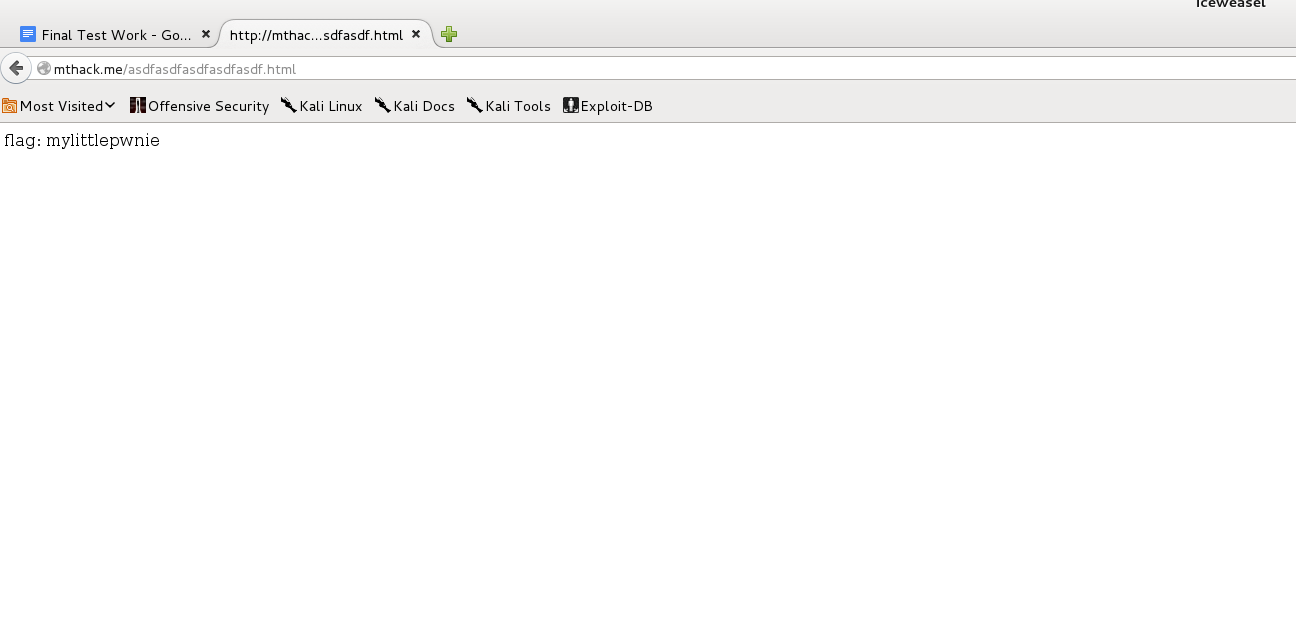 Iceweasel
Final Test Work - Go... http://mthac...sdfasdf.html
mthack.me/asdfasdfasdfasdfasdf.html
Most Visited Offensive Security Kali Linux Kali Docs Kali Tools Exploit-DB
flag: mylittlepwnie